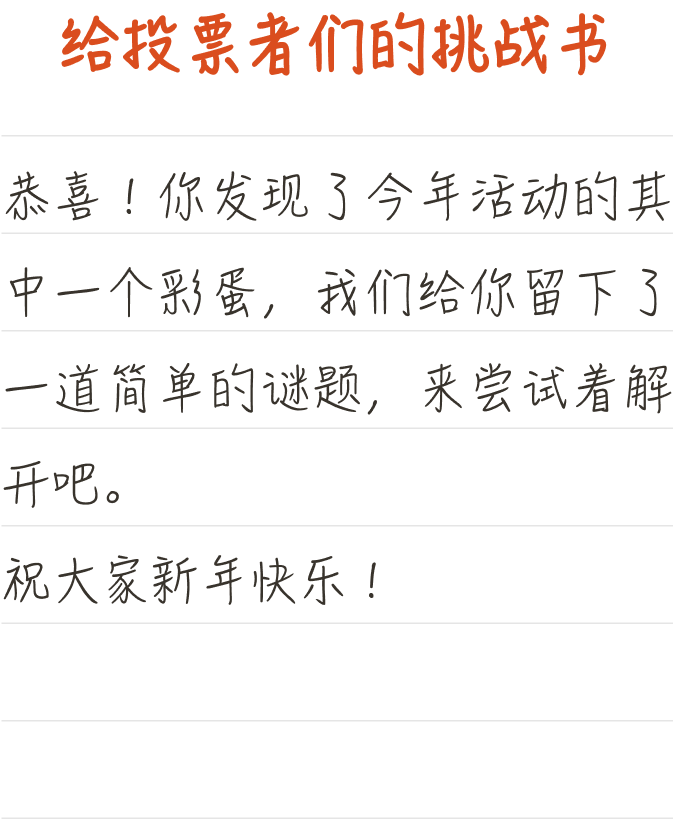 给投票者们的挑战书
恭喜！你发现了今年活动的其
中一个彩蛋，我们给你留下了
一道简单的谜题，来尝试着解
开吧。
祝大家新年快乐！